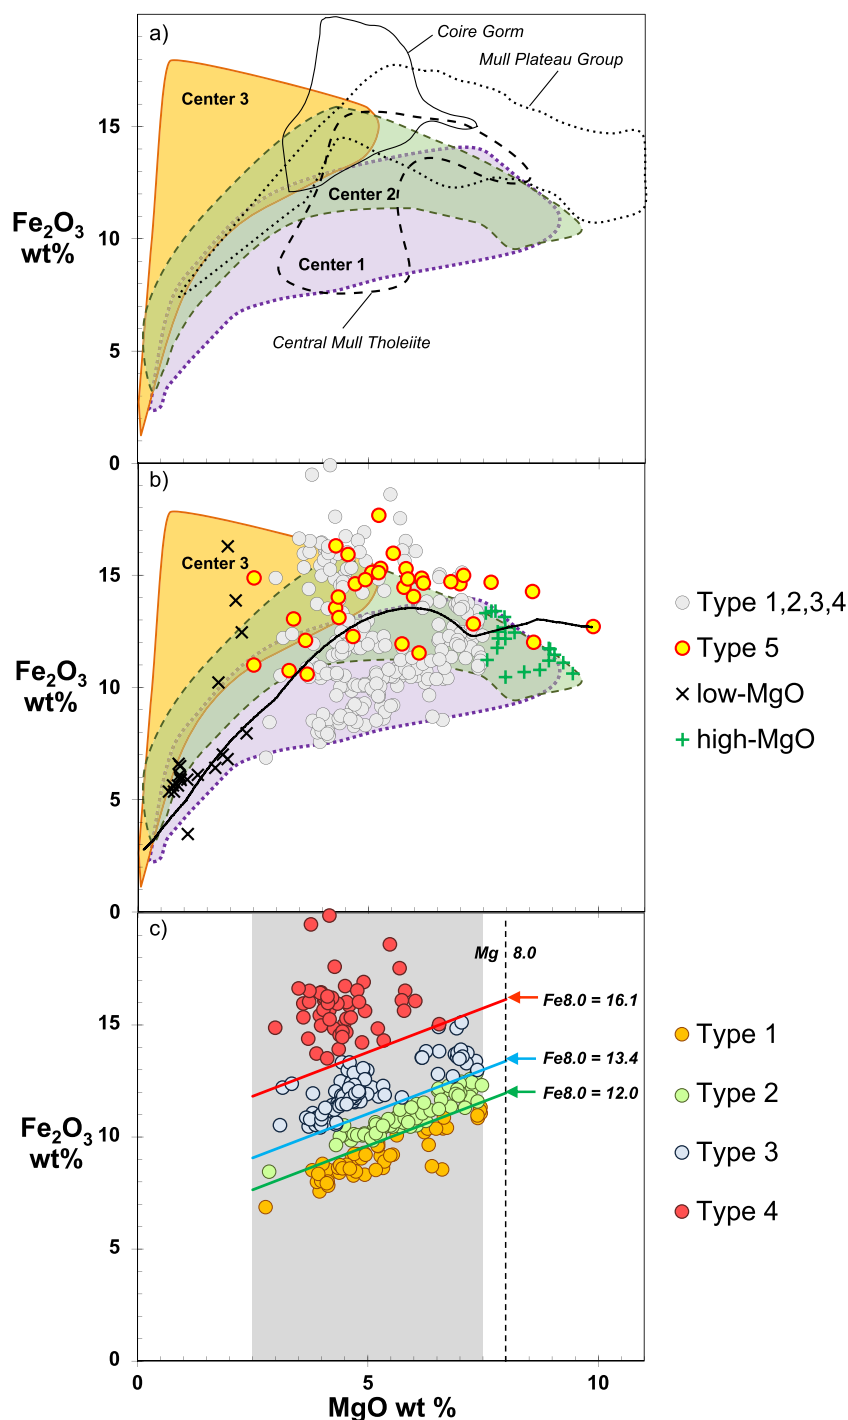 a)
Coire Gorm
Mull Plateau Group
Center 3
15
Center 2
Fe2O3
wt%
10
Center 1
Central Mull Tholeiite
5
0
b)
15
Center 3
Type 1,2,3,4
Type 5
Fe2O3
wt%
10
low-MgO
high-MgO
5
0
c)
Mg 8.0
Fe8.0 = 16.1
15
Type 1
Fe8.0 = 13.4
Fe8.0 = 12.0
Type 2
Fe2O3
wt%
10
Type 3
Type 4
5
0
0 5 10
MgO wt %